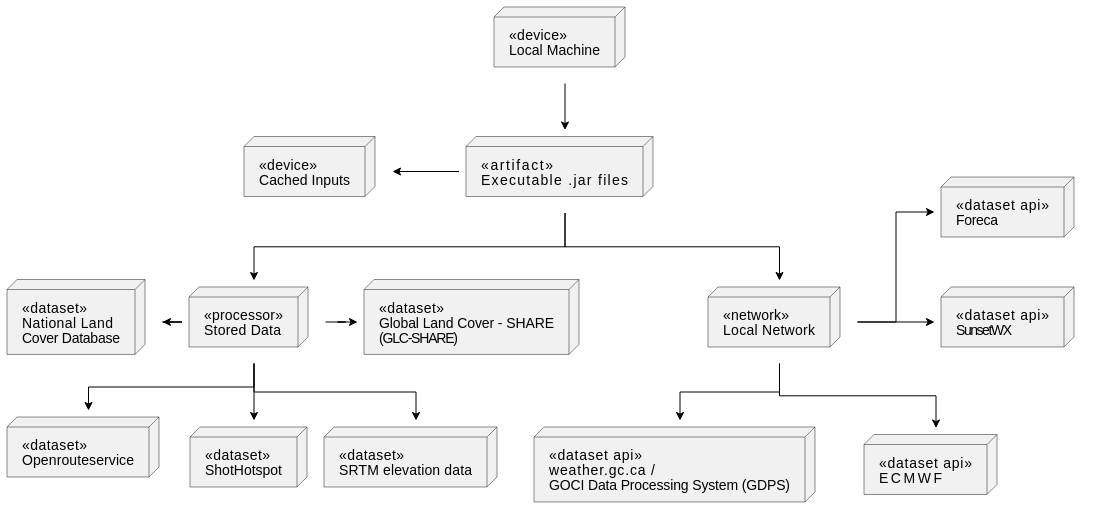 «device»
Local Machine
«device»
Cached Inputs
«artifact»
Executable .jar files
«dataset api»
Foreca
«dataset»
National Land
Cover Database
«processor»
Stored Data
«dataset»
Global Land Cover - SHARE
(GLC-SHARE)
«network»
Local Network
«dataset api»
SunsetWX
«dataset»
Openrouteservice
«dataset»
ShotHotspot
«dataset»
SRTM elevation data
«dataset api»
weather.gc.ca /
GOCI Data Processing System (GDPS)
«dataset api»
ECMWF